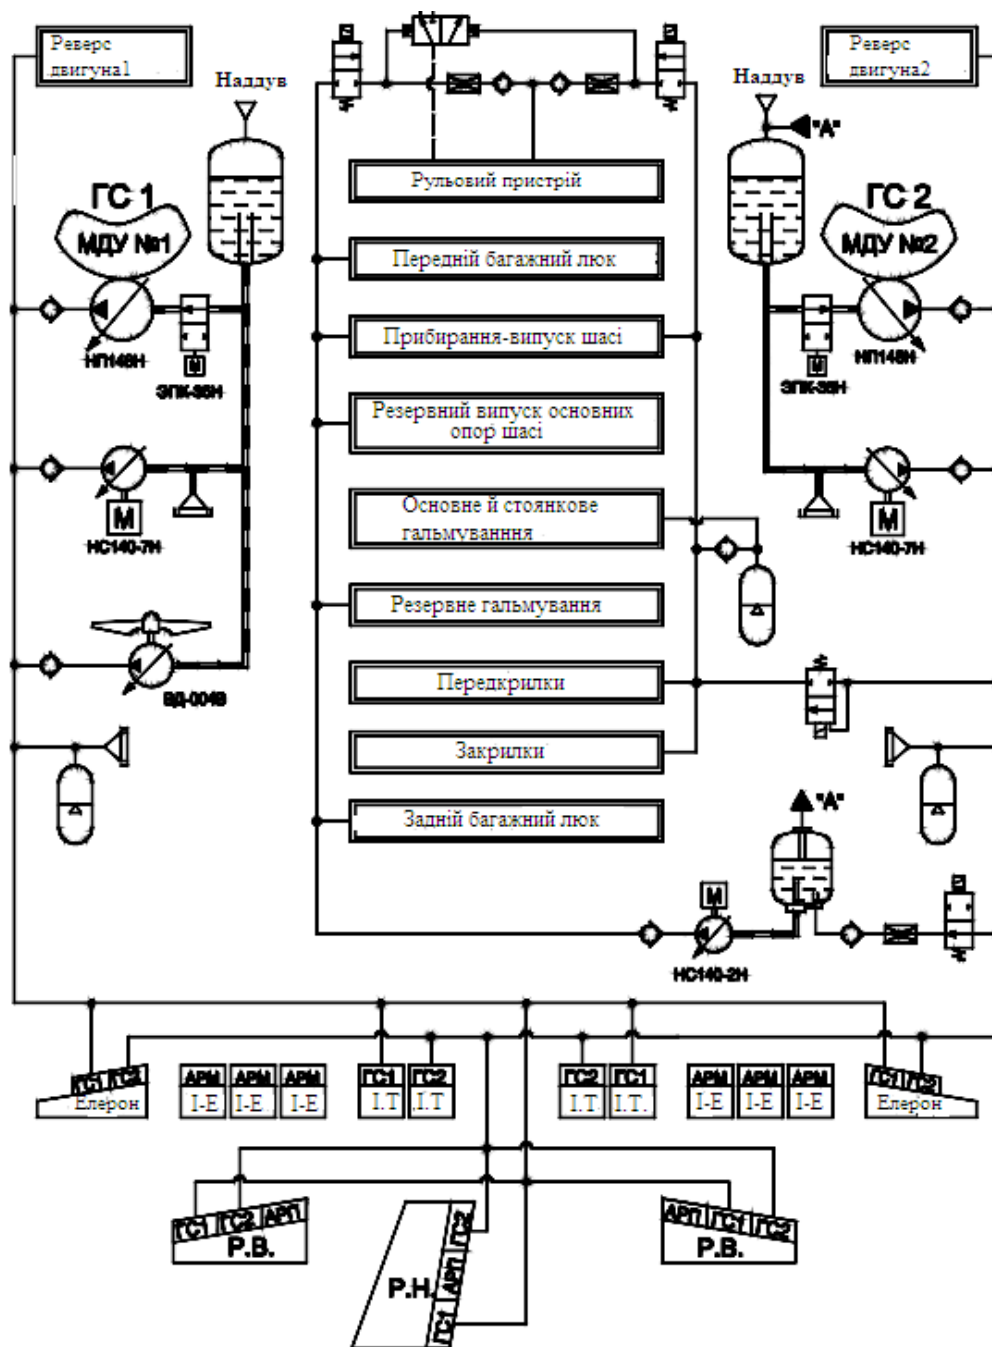 Реверс
двигуна1
Наддув
Реверс
двигуна2
Наддув
"А"
Рульовий пристрій
ГС 1
МДУ №1
ГС 2
МДУ №2
Передній багажний люк
Прибирання-випуск шасі
НП148Н
ЭПК-35Н
ЭПК-35Н
НП148Н
М
М
Резервний випуск основних
опор шасі
М
НС140-7Н
М
НС140-7Н
Основне й стоянкове
гальмуванння
Резервне гальмування
ВД-004В
Передкрилки
Закрилки
Задній багажний люк
"А"
М
НС140-2Н
ГС1 ГС2
Елерон
АРМ АРМ АРМ
І-Е І-Е І-Е
ГС1 ГС2
І.Т І.Т
ГС2 ГС1
І.Т. І.Т.
АРМ АРМ АРМ
І-Е І-Е І-Е
ГС1 ГС2
Елерон
ГС1 ГС2 АРП
Р.В.
ГС2
АРП
ГС1
Р.Н.
АРП ГС1 ГС2
Р.В.